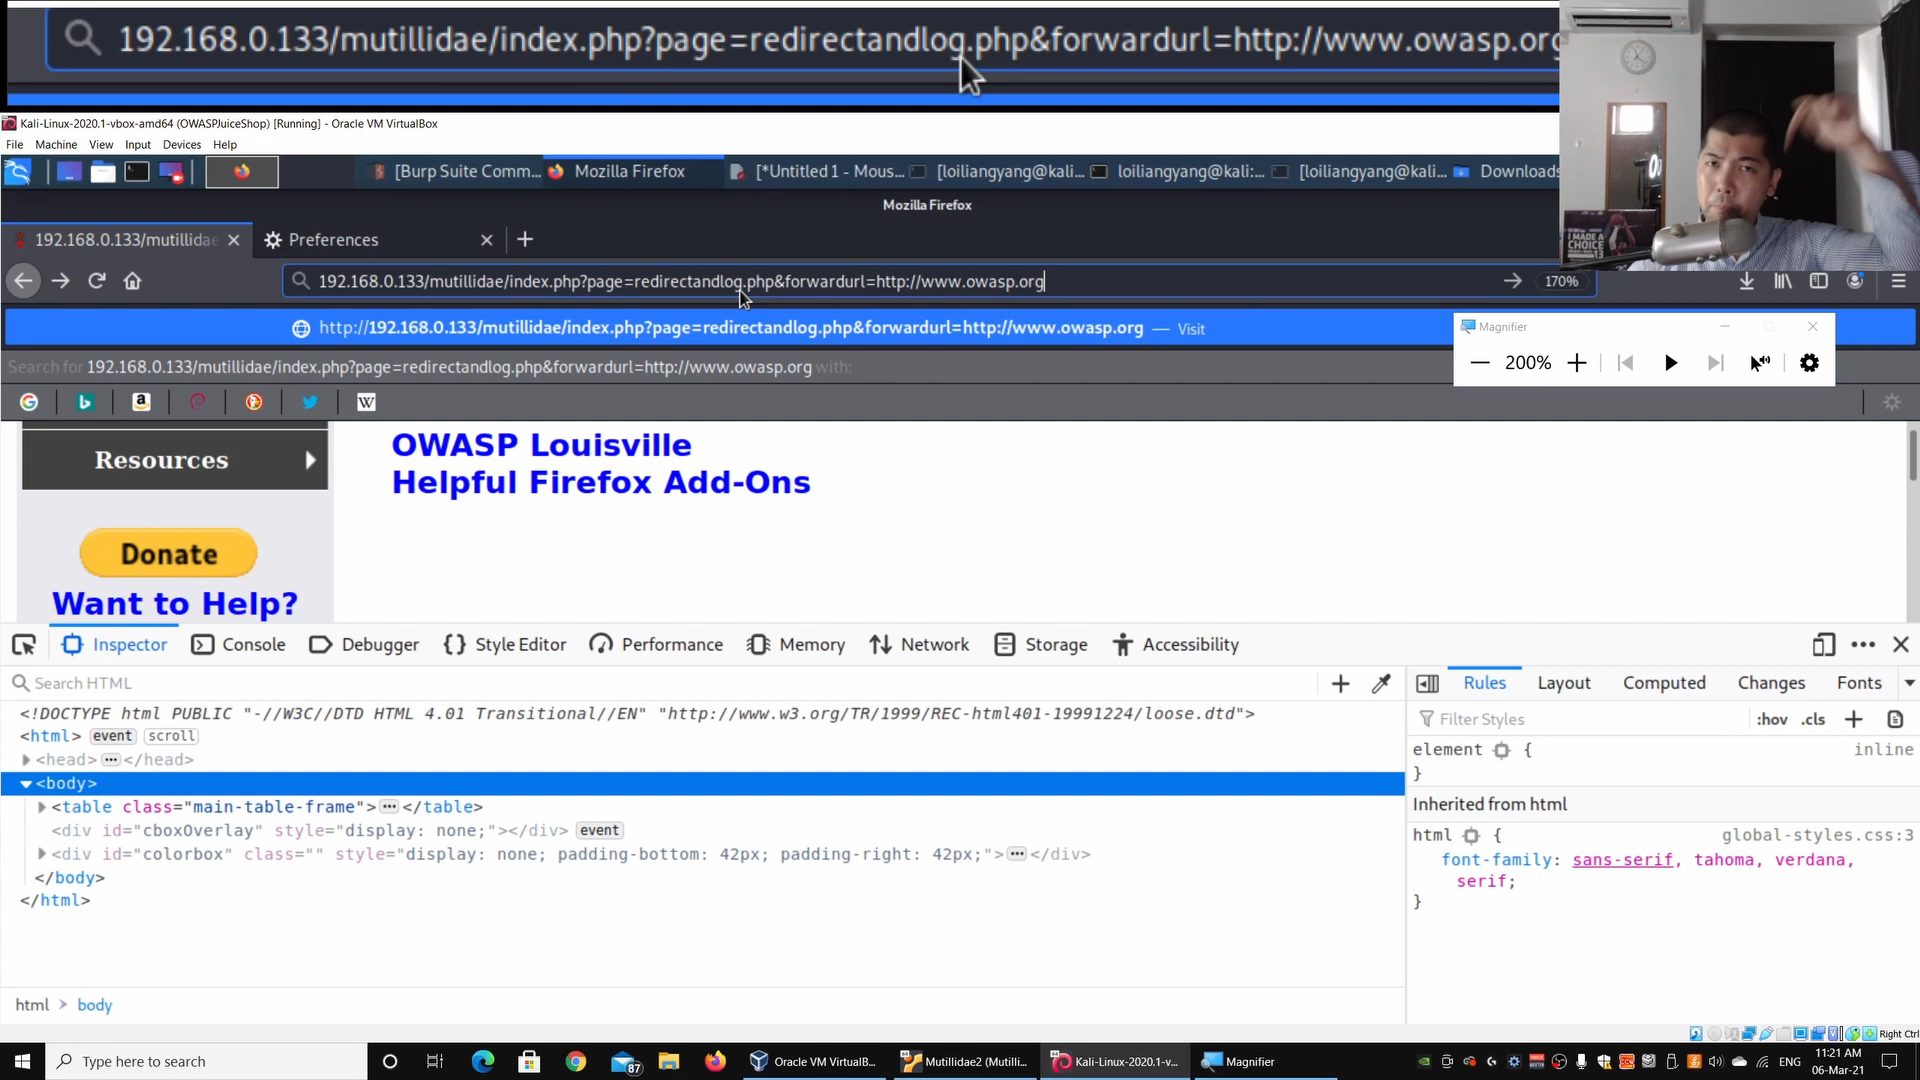 192.168.0.133/mutillidae/index.php?page=redirectandlog.php&forwardurl=http://www.owasp.org
Kali-Linux-2020.1-vbox-amd64 (OWASPJuiceShop) [Running] - Oracle VM VirtualBox
File Machine View Input Devices Help
[Burp Suite Comm... Mozilla Firefox [*Untitled 1 - Mous... [loiliangyang@kali... loiliangyang@kali:... [loiliangyang@kali... Downloads
Mozilla Firefox
192.168.0.133/mutillidae Preferences
192.168.0.133/mutillidae/index.php?page=redirectandlog.php&forwardurl=http://www.owasp.org 170%
http://192.168.0.133/mutillidae/index.php?page=redirectandlog.php&forwardurl=http://www.owasp.org — Visit
Magnifier
200%
Search for 192.168.0.133/mutillidae/index.php?page=redirectandlog.php&forwardurl=http://www.owasp.org with:
I MADE A
CHOICE
Resources
OWASP Louisville
Helpful Firefox Add-Ons
Donate
Want to Help?
Inspector Console Debugger Style Editor Performance Memory Network Storage Accessibility
Search HTML
Rules Layout Computed Changes Fonts
Filter Styles :hov .cls
<!DOCTYPE html PUBLIC "-//W3C//DTD HTML 4.01 Transitional//EN" "http://www.w3.org/TR/1999/REC-html401-19991224/loose.dtd">
<html> event scroll
<head> ••• </head>
<body>
<table class="main-table-frame"> ••• </table>
<div id="cboxOverlay" style="display: none;"></div> event
<div id="colorbox" class="" style="display: none; padding-bottom: 42px; padding-right: 42px;"> ••• </div>
</body>
</html>
element { inline
}
Inherited from html
html { global-styles.css:3
font-family: sans-serif, tahoma, verdana,
serif;
}
html > body
Right Ctrl
Type here to search 87 Oracle VM VirtualB... Mutillidae2 (Mutilli... Kali-Linux-2020.1-v... Magnifier ENG 11:21 AM
06-Mar-21